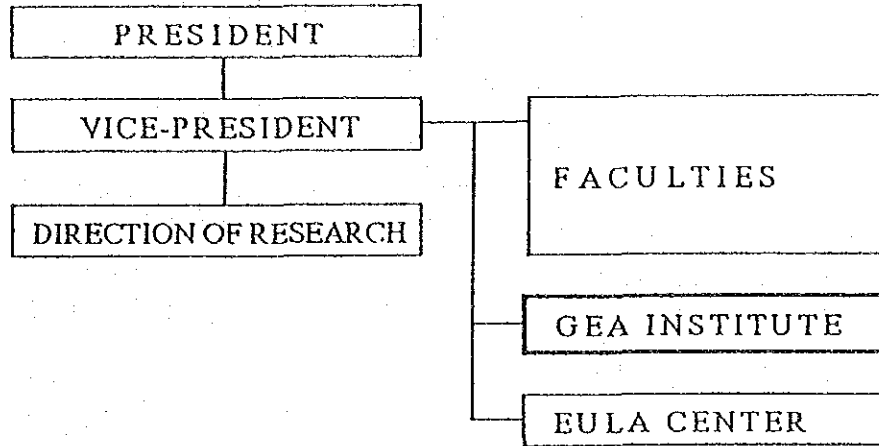 PRESIDENT
VICE-PRESIDENT
DIRECTION OF RESEARCH
FACULTIES
GEA INSTITUTE
EULA CENTER